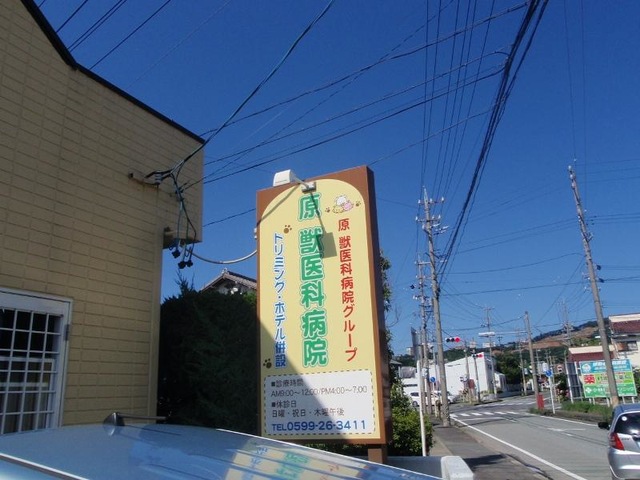 原 獣医科病院グループ
原 獣医科病院
トリミング・ホテル併設
■診療時間
AM9:00～12:00/PM4:00～7:00
■休診日
日曜・祝日・木曜午後
TEL0599-26-3411